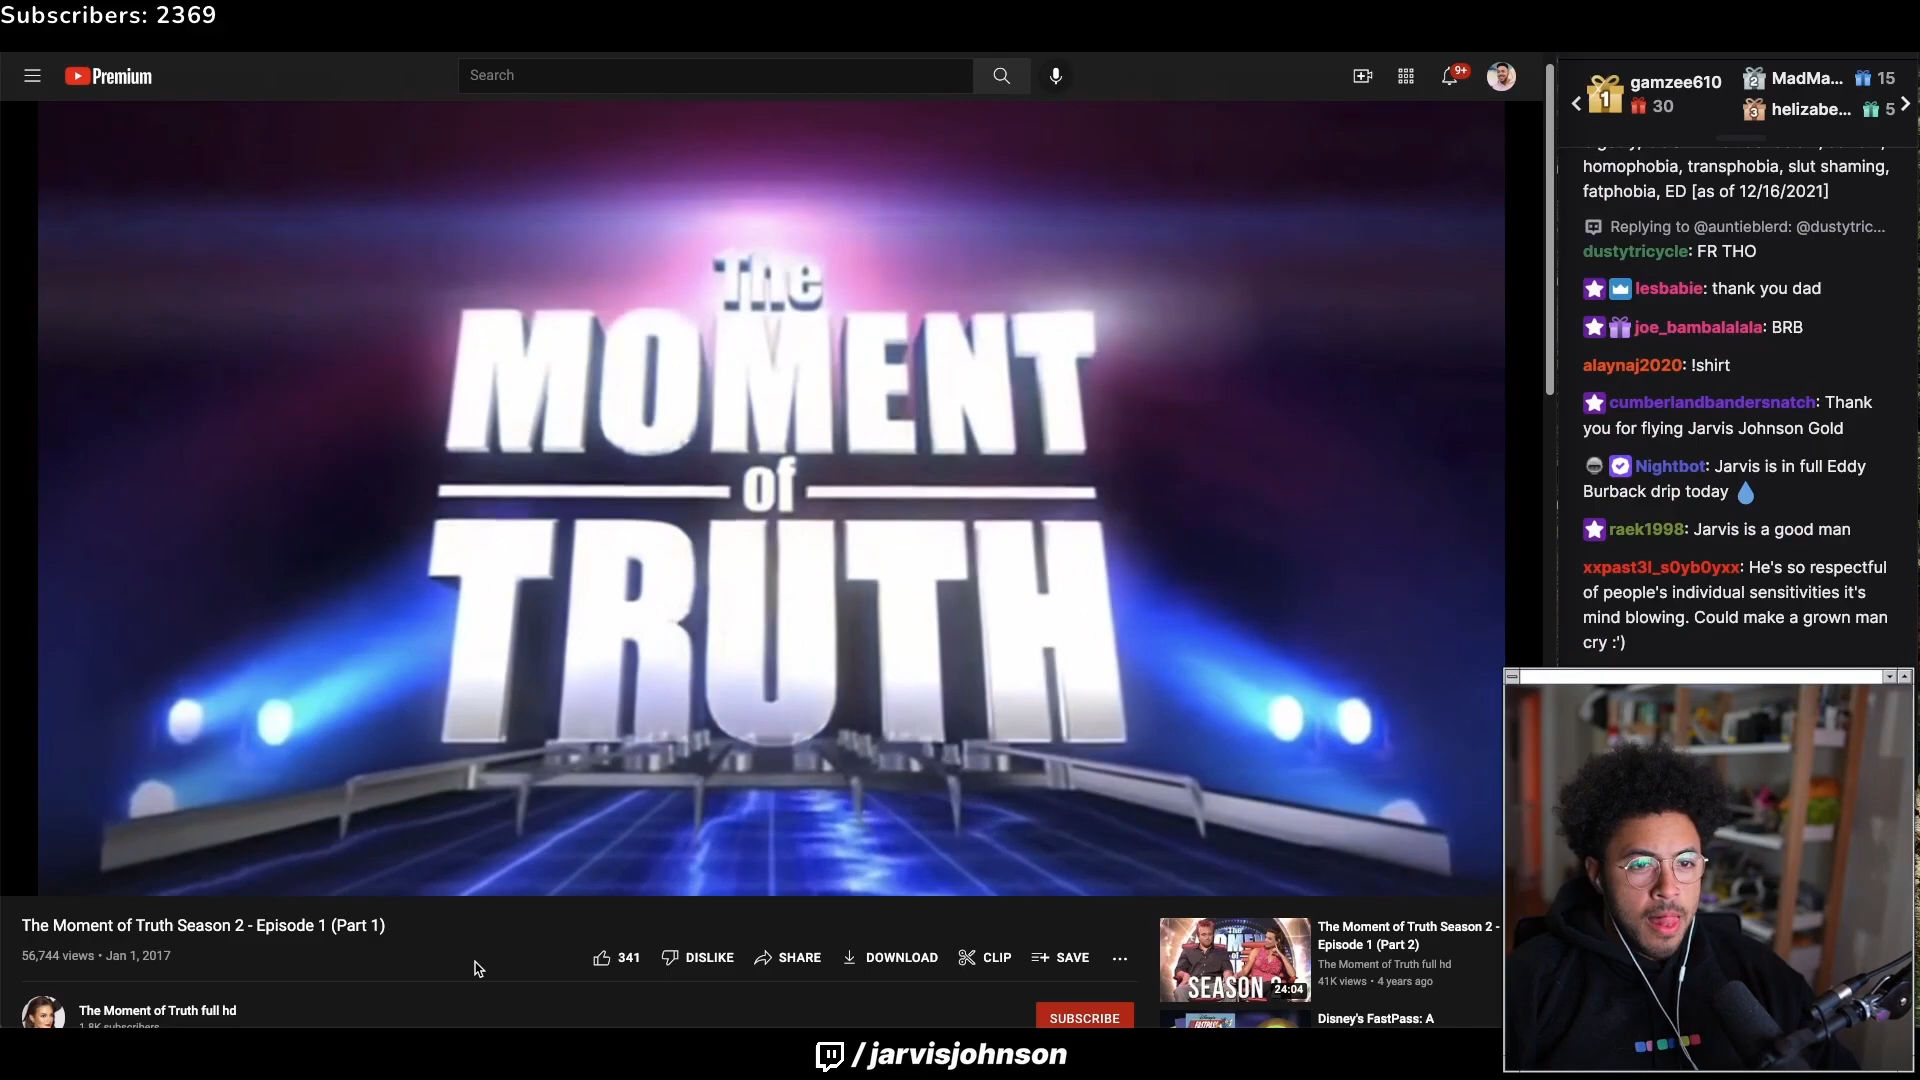 Subscribers: 2369
Premium
Search
9+
1
gamzee610
30
2
MadMa...
15
3
helizabe...
5
homophobia, transphobia, slut shaming,
fatphobia, ED [as of 12/16/2021]
Replying to @auntieblerd: @dustytric...
dustytricycle: FR THO
lesbabie: thank you dad
joe_bambalalala: BRB
alaynaj2020: !shirt
cumberlandbandersnatch: Thank
you for flying Jarvis Johnson Gold
Nightbot: Jarvis is in full Eddy
Burback drip today
raek1998: Jarvis is a good man
xxpast3l_s0yb0yxx: He's so respectful
of people's individual sensitivities it's
mind blowing. Could make a grown man
cry :')
The
MOMENT
of
TRUTH
The Moment of Truth Season 2 - Episode 1 (Part 1)
56,744 views • Jan 1, 2017
341
DISLIKE
SHARE
DOWNLOAD
CLIP
SAVE
The Moment of Truth full hd
1.8K subscribers
SUBSCRIBE
SEASON
24:04
The Moment of Truth Season 2 -
Episode 1 (Part 2)
The Moment of Truth full hd
41K views • 4 years ago
Disney's FastPass: A
/jarvisjohnson